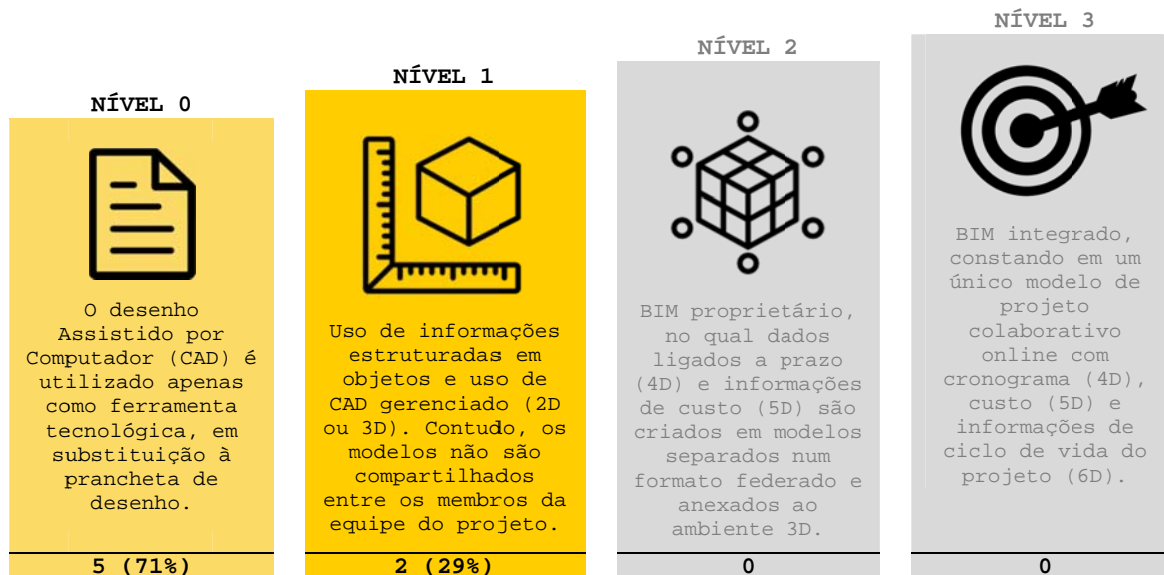 NÍVEL 0
O desenho
Assistido por
Computador (CAD) é
utilizado apenas
como ferramenta
tecnológica, em
substituição à
prancheta de
desenho.
5 (71%)
NÍVEL 1
Uso de informações
estruturadas em
objetos e uso de
CAD gerenciado (2D
ou 3D). Contudo, os
modelos não são
compartilhados
entre os membros da
equipe do projeto.
2 (29%)
NÍVEL 2
BIM proprietário,
no qual dados
ligados a prazo
(4D) e informações
de custo (5D) são
criados em modelos
separados num
formato federado e
anexados ao
ambiente 3D.
0
NÍVEL 3
BIM integrado,
constando em um
único modelo de
projeto
colaborativo
online com
cronograma (4D),
custo (5D) e
informações de
ciclo de vida do
projeto (6D).
0